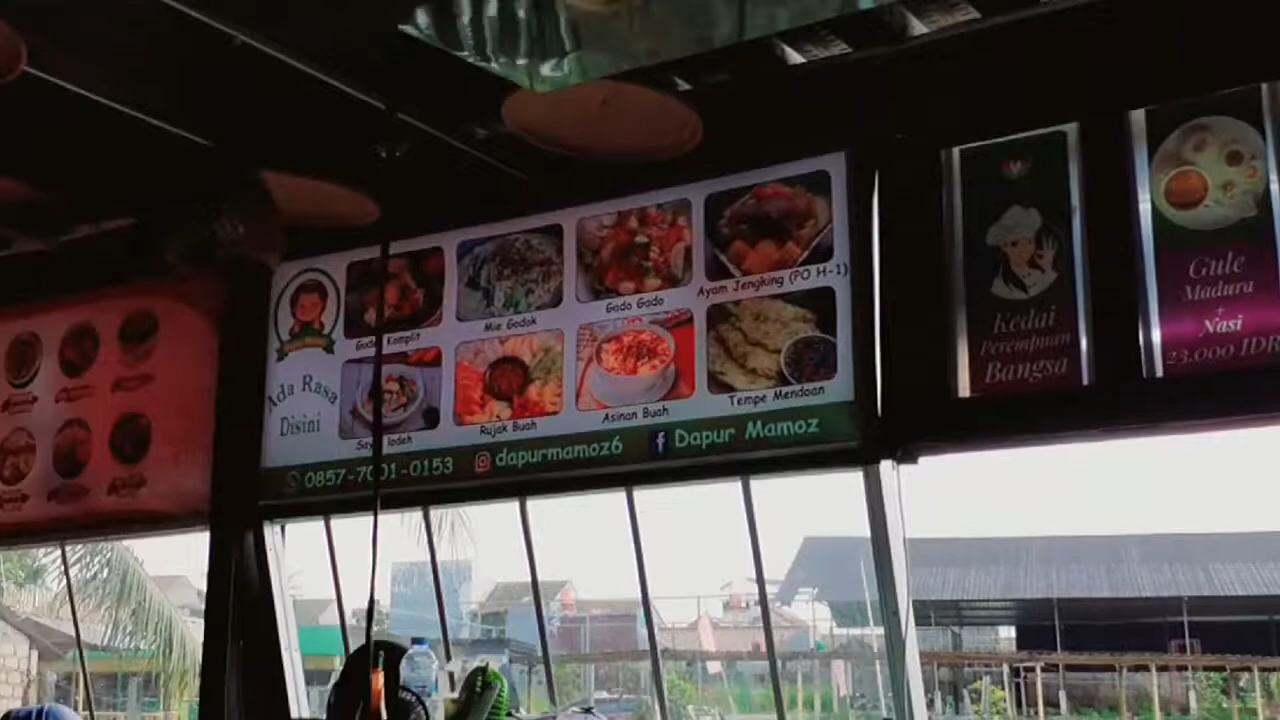 Gudeg Komplit
Mie Godok
Gado Gado
Ayam Jengking (PO H-1)
Ada Rasa
Disini
Sayur lodeh
Rujak Buah
Asinan Buah
Tempe Mendoan
0857-7001-0153
dapurmamoz6
Dapur Mamoz
Kedai
Perempuan
Bangsa
Gule
Madura
+
Nasi
23.000 IDR